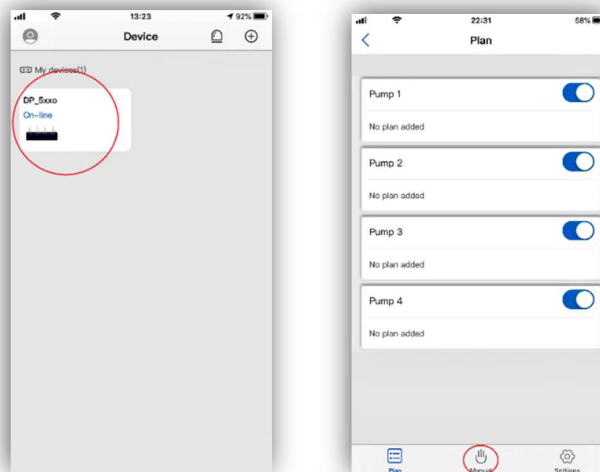 13:23
92%
Device
My devices(1)
DP_5xxo
On-line
22:31
58%
Plan
Pump 1
No plan added
Pump 2
No plan added
Pump 3
No plan added
Pump 4
No plan added
Plan
Manual
Settings